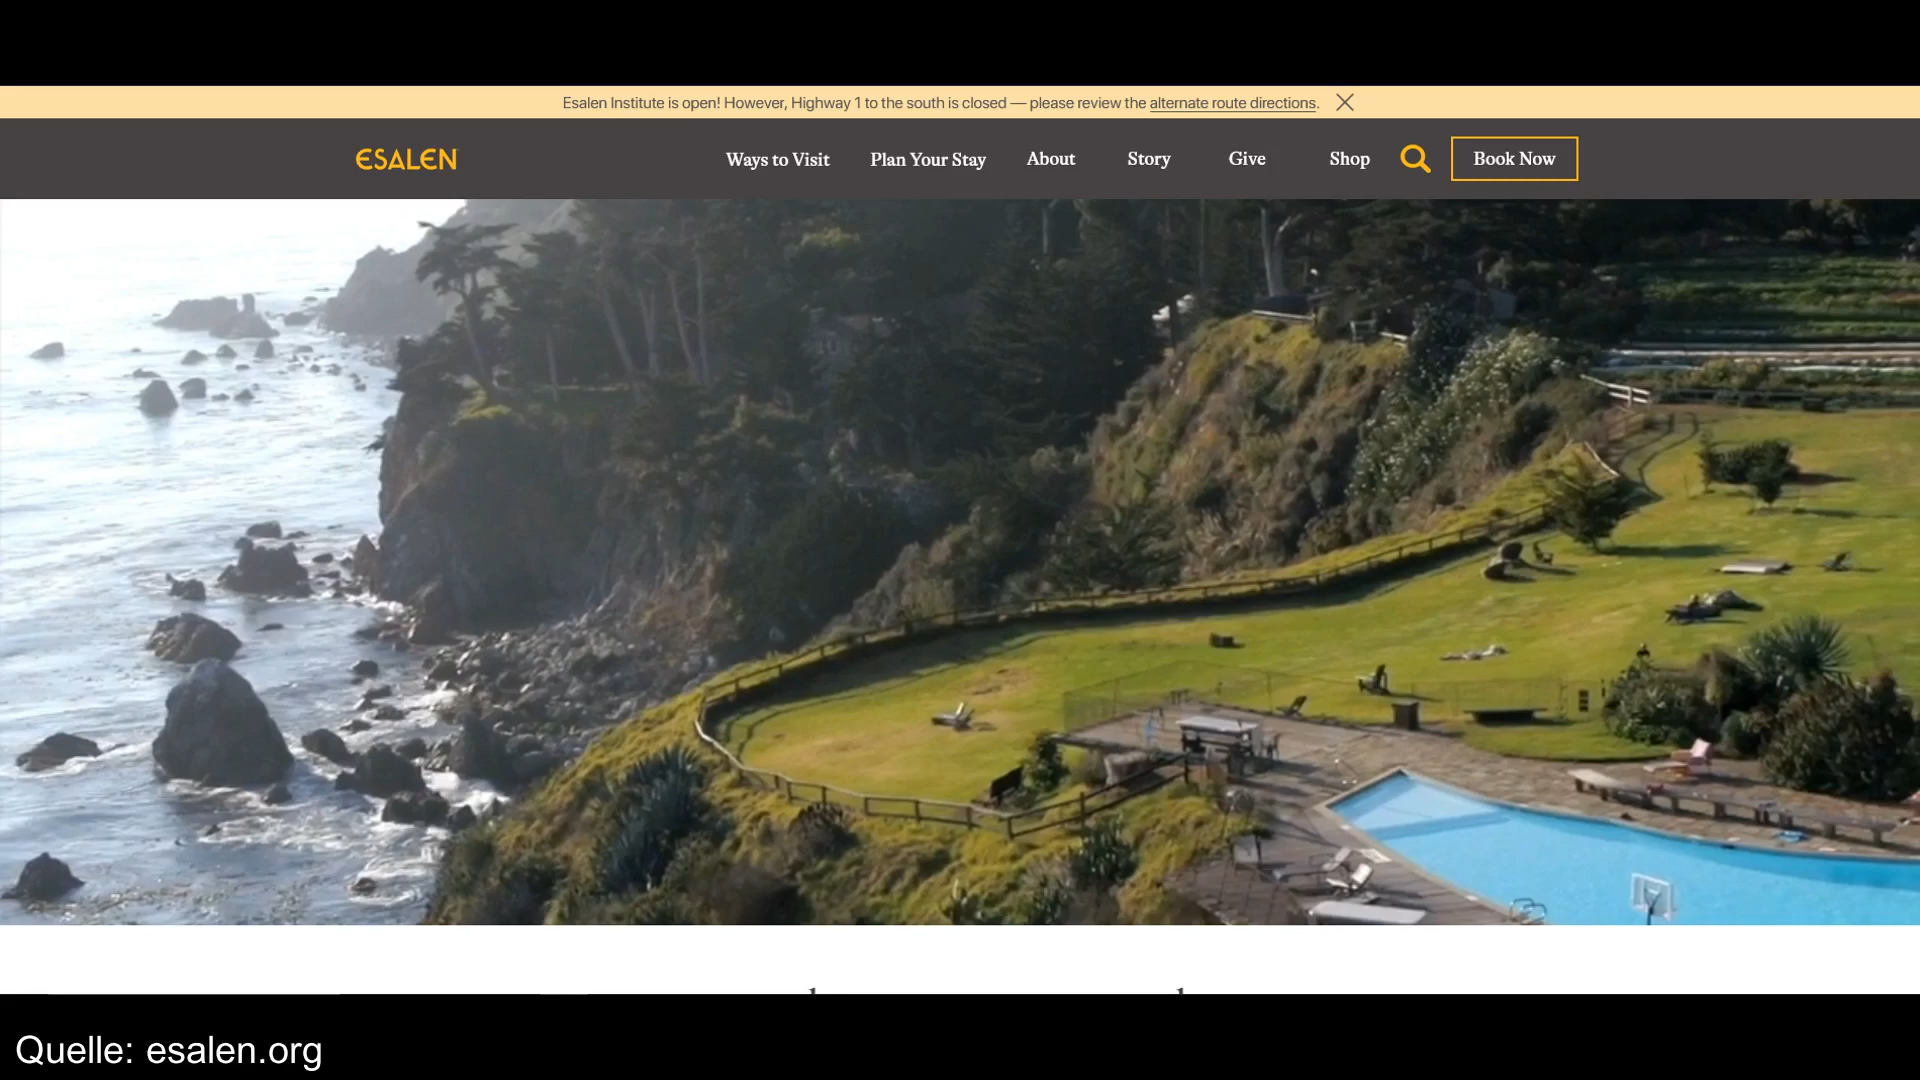 Esalen Institute is open! However, Highway 1 to the south is closed — please review the alternate route directions.
ESALEN
Ways to Visit
Plan Your Stay
About
Story
Give
Shop
Book Now
Quelle: esalen.org